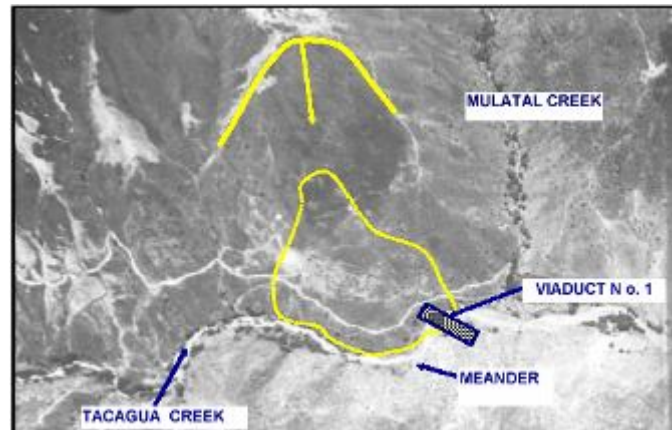 MULATAL CREEK
VIADUCT N o. 1
MEANDER
TACAGUA CREEK